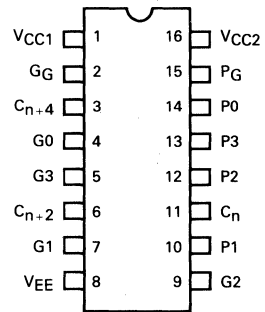 VCC1 1 16 VCC2
GG 2 15 PG
Cn+4 3 14 P0
G0 4 13 P3
G3 5 12 P2
Cn+2 6 11 Cn
G1 7 10 P1
VEE 8 9 G2